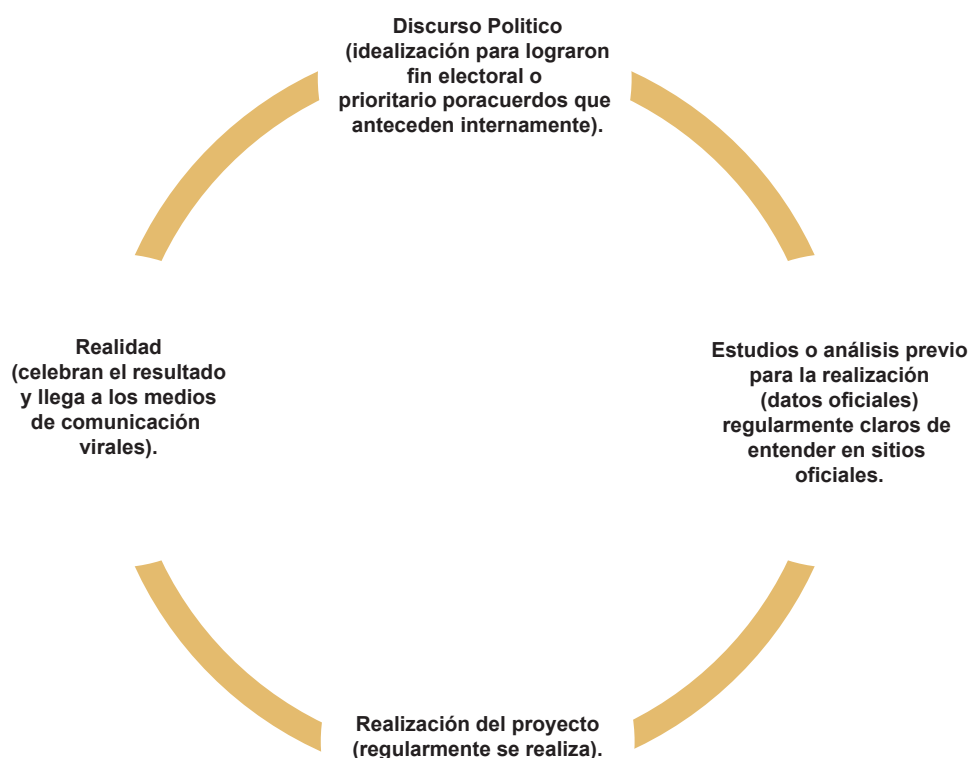 Discurso Politico
(idealización para lograron
fin electoral o
prioritario poracuerdos que
anteceden internamente).
Estudios o análisis previo
para la realización
(datos oficiales)
regularmente claros de
entender en sitios
oficiales.
Realización del proyecto
(regularmente se realiza).
Realidad
(celebran el resultado
y llega a los medios
de comunicación
virales).